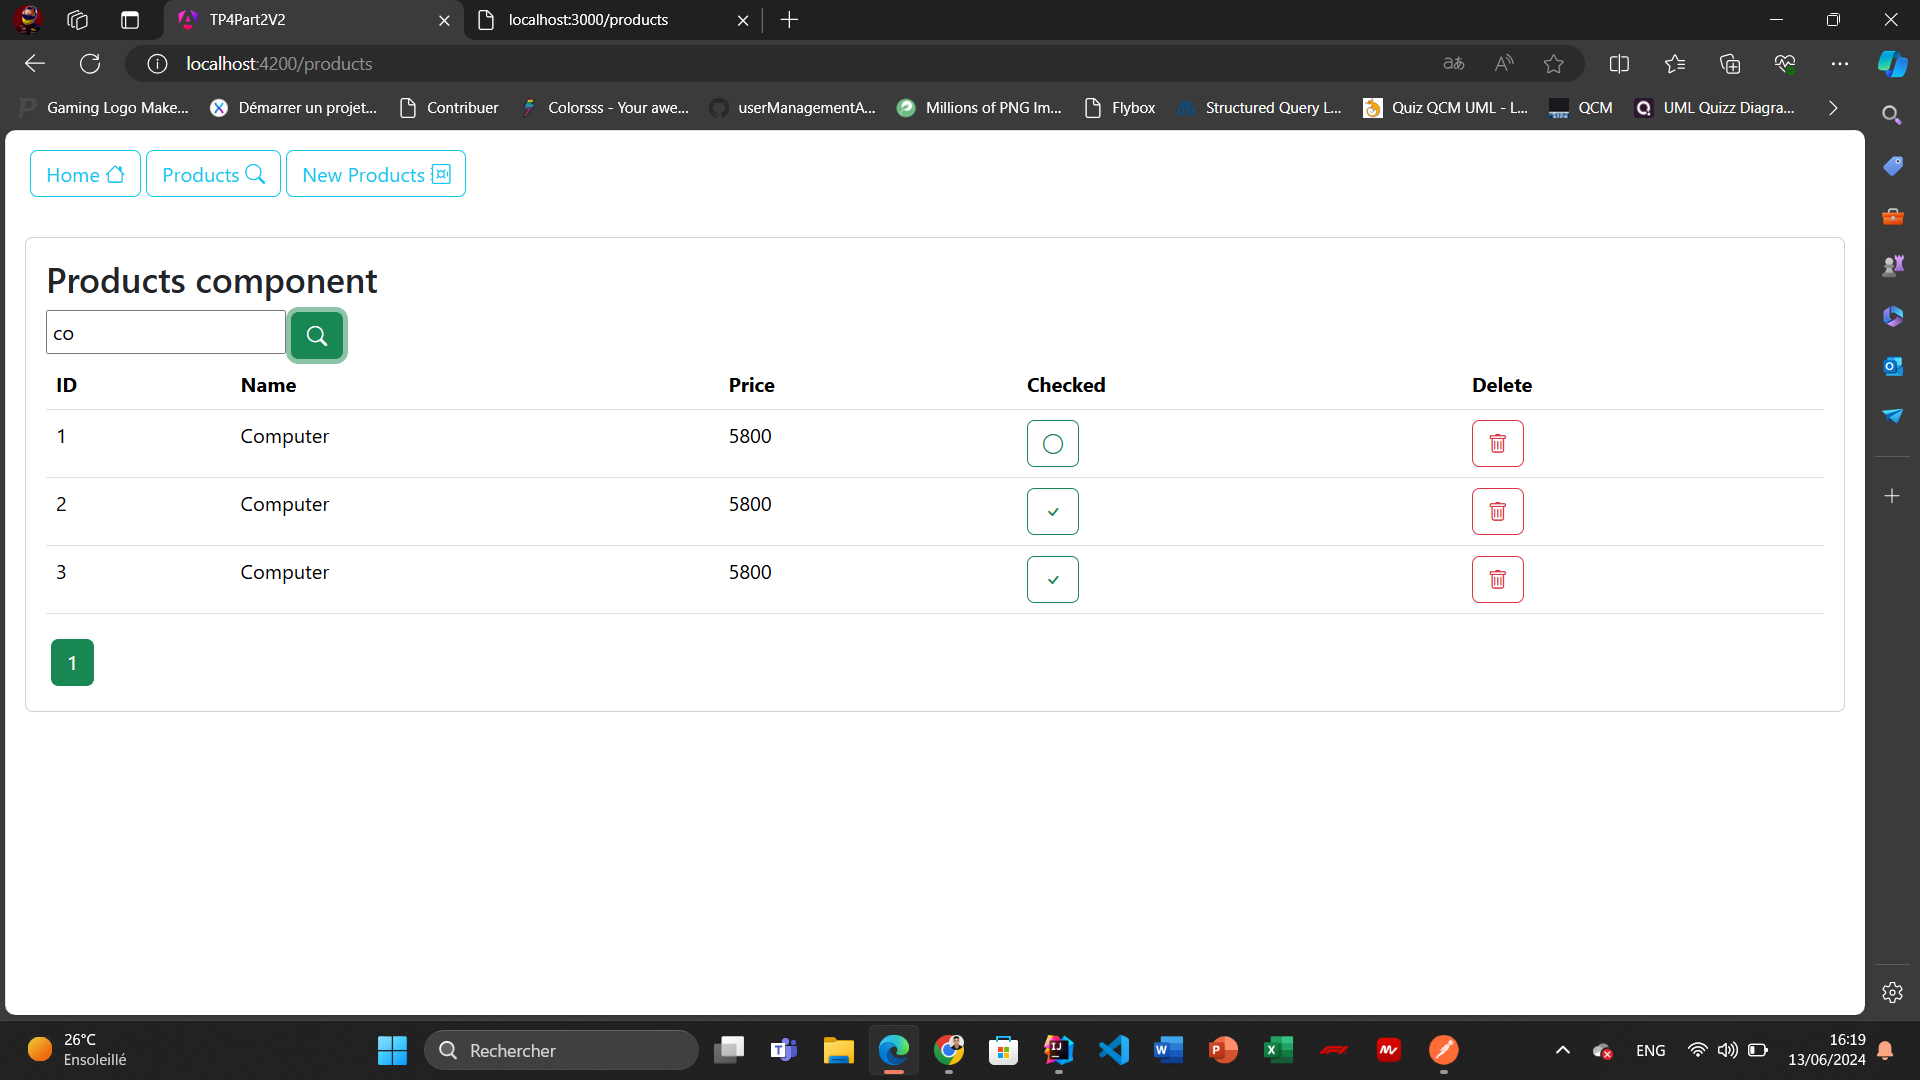 TP4Part2V2
localhost:3000/products
localhost:4200/products
Gaming Logo Make...
Démarrer un projet...
Contribuer
Colorsss - Your awe...
userManagementA...
Millions of PNG Im...
Flybox
Structured Query L...
Quiz QCM UML - L...
QCM
UML Quizz Diagra...
Home
Products
New Products
Products component
co
ID Name Price Checked Delete
1 Computer 5800
2 Computer 5800
3 Computer 5800
1
26°C
Ensoleillé
Rechercher
ENG
16:19
13/06/2024